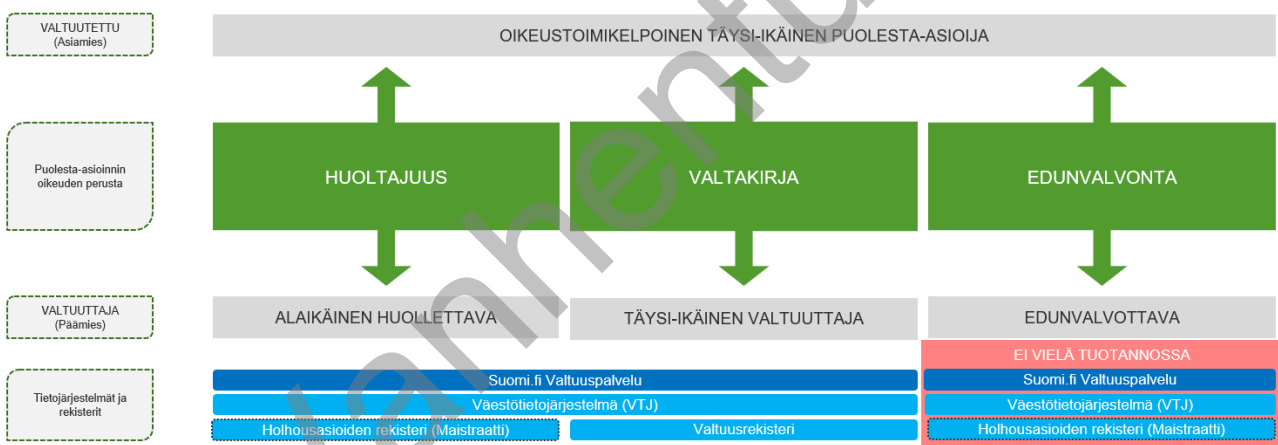 VALTUUTETTU
(Asiamies)
OIKEUSTOIMIKELPOINEN TÄYSI-IKÄINEN PUOLESTA-ASIOIJA
Puolesta-asioinnin
oikeuden perusta
HUOLTAJUUS
VALTAKIRJA
EDUNVALVONTA
VALTUUTTAJA
(Päämies)
ALAIKÄINEN HUOLLETTAVA
TÄYSI-IKÄINEN VALTUUTTAJA
EDUNVALVOTTAVA
EI VIELÄ TUOTANNOSSA
Tietojärjestelmät ja
rekisterit
Suomi.fi Valtuuspalvelu
Suomi.fi Valtuuspalvelu
Väestötietojärjestelmä (VTJ)
Väestötietojärjestelmä (VTJ)
Holhousasioiden rekisteri (Maistraatti)
Valtuusrekisteri
Holhousasioiden rekisteri (Maistraatti)